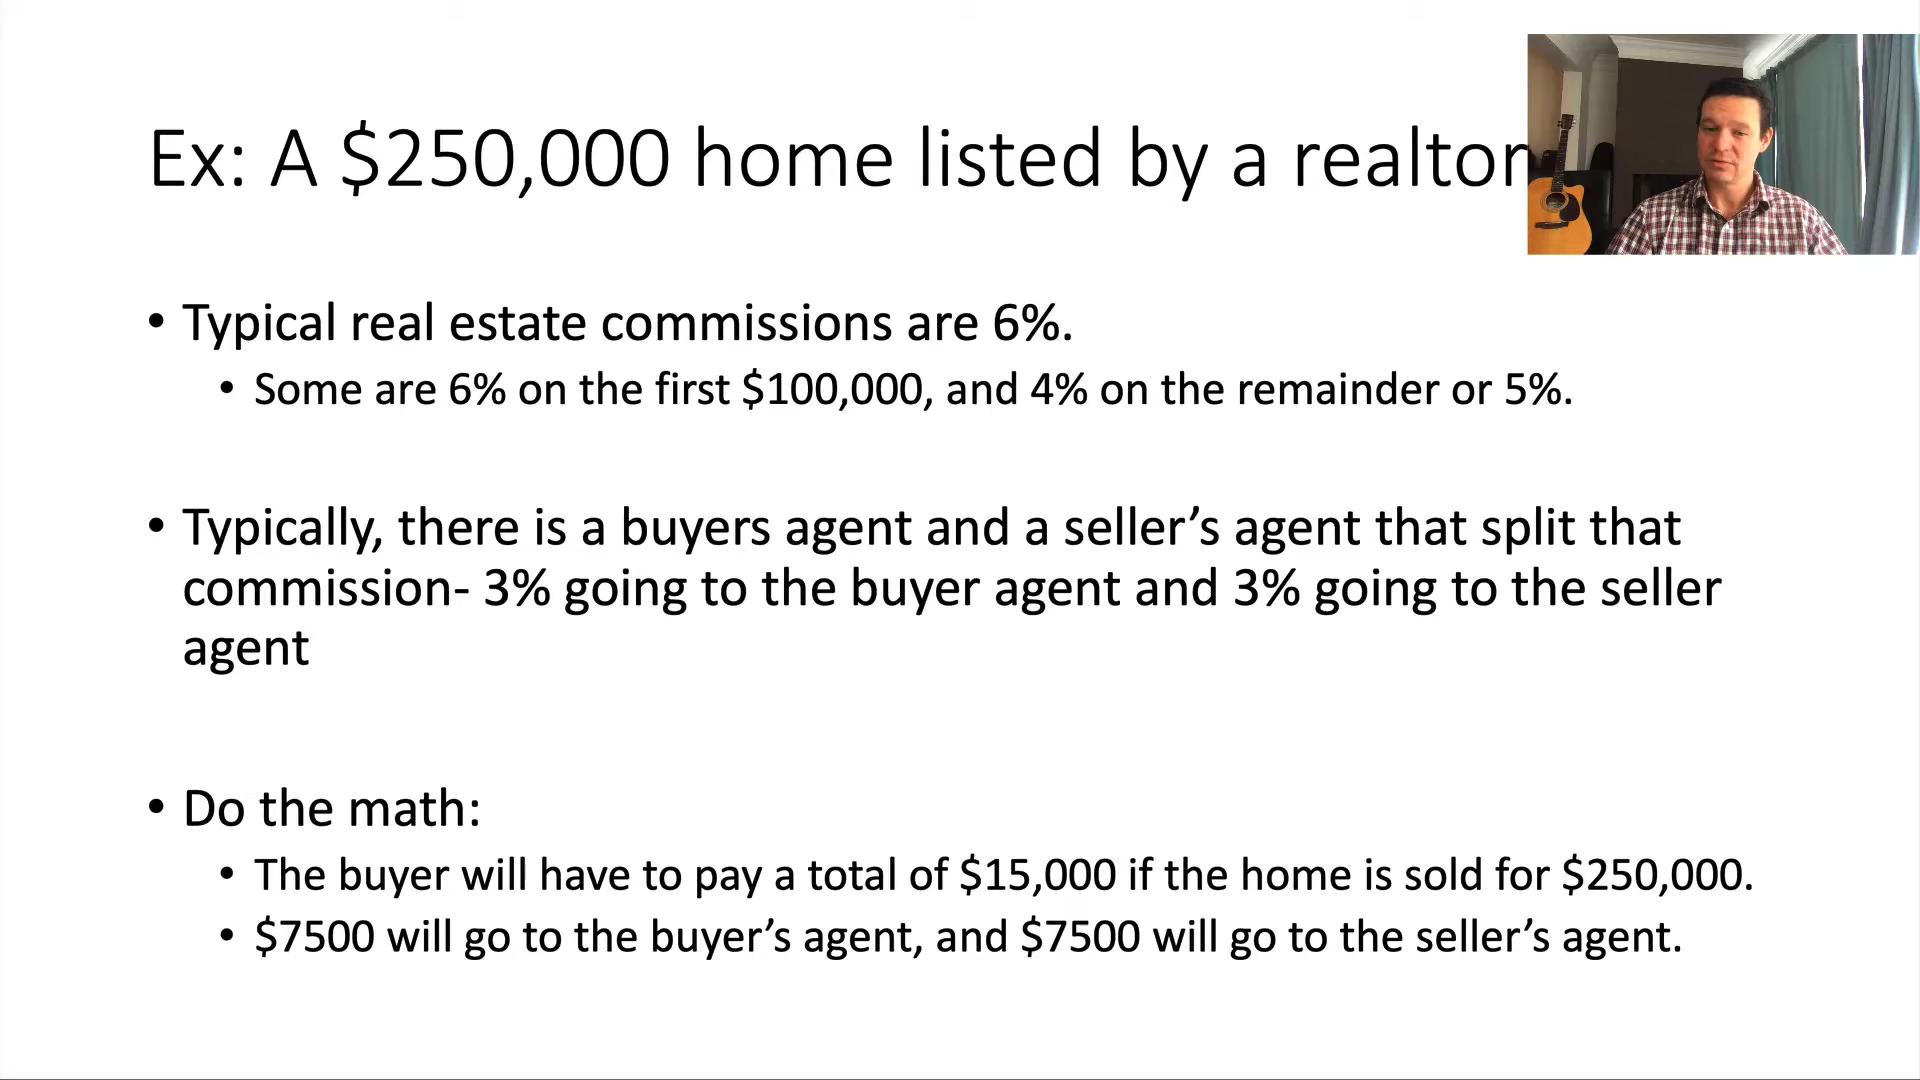 Ex: A $250,000 home listed by a realtor
• Typical real estate commissions are 6%.
• Some are 6% on the first $100,000, and 4% on the remainder or 5%.
• Typically, there is a buyers agent and a seller’s agent that split that
commission- 3% going to the buyer agent and 3% going to the seller
agent
• Do the math:
• The buyer will have to pay a total of $15,000 if the home is sold for $250,000.
• $7500 will go to the buyer’s agent, and $7500 will go to the seller’s agent.